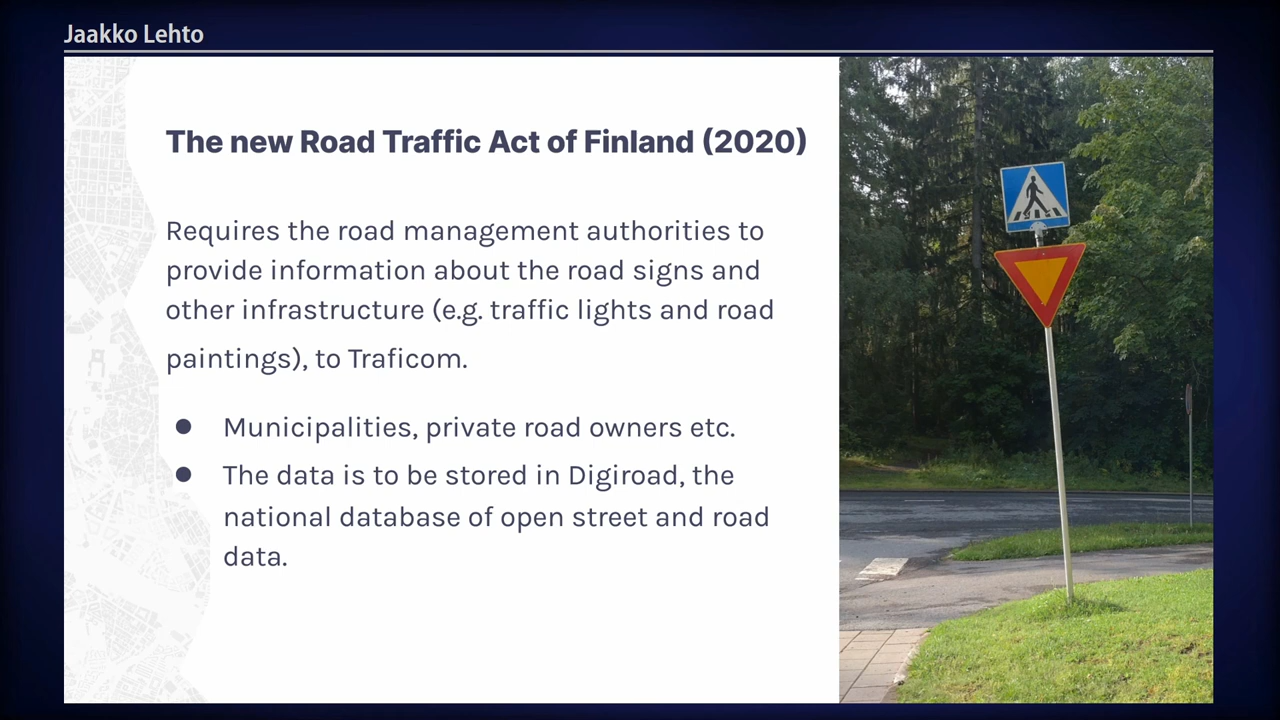 Jaakko Lehto
The new Road Traffic Act of Finland (2020)
Requires the road management authorities to
provide information about the road signs and
other infrastructure (e.g. traffic lights and road
paintings), to Traficom.
● Municipalities, private road owners etc.
● The data is to be stored in Digiroad, the
national database of open street and road
data.